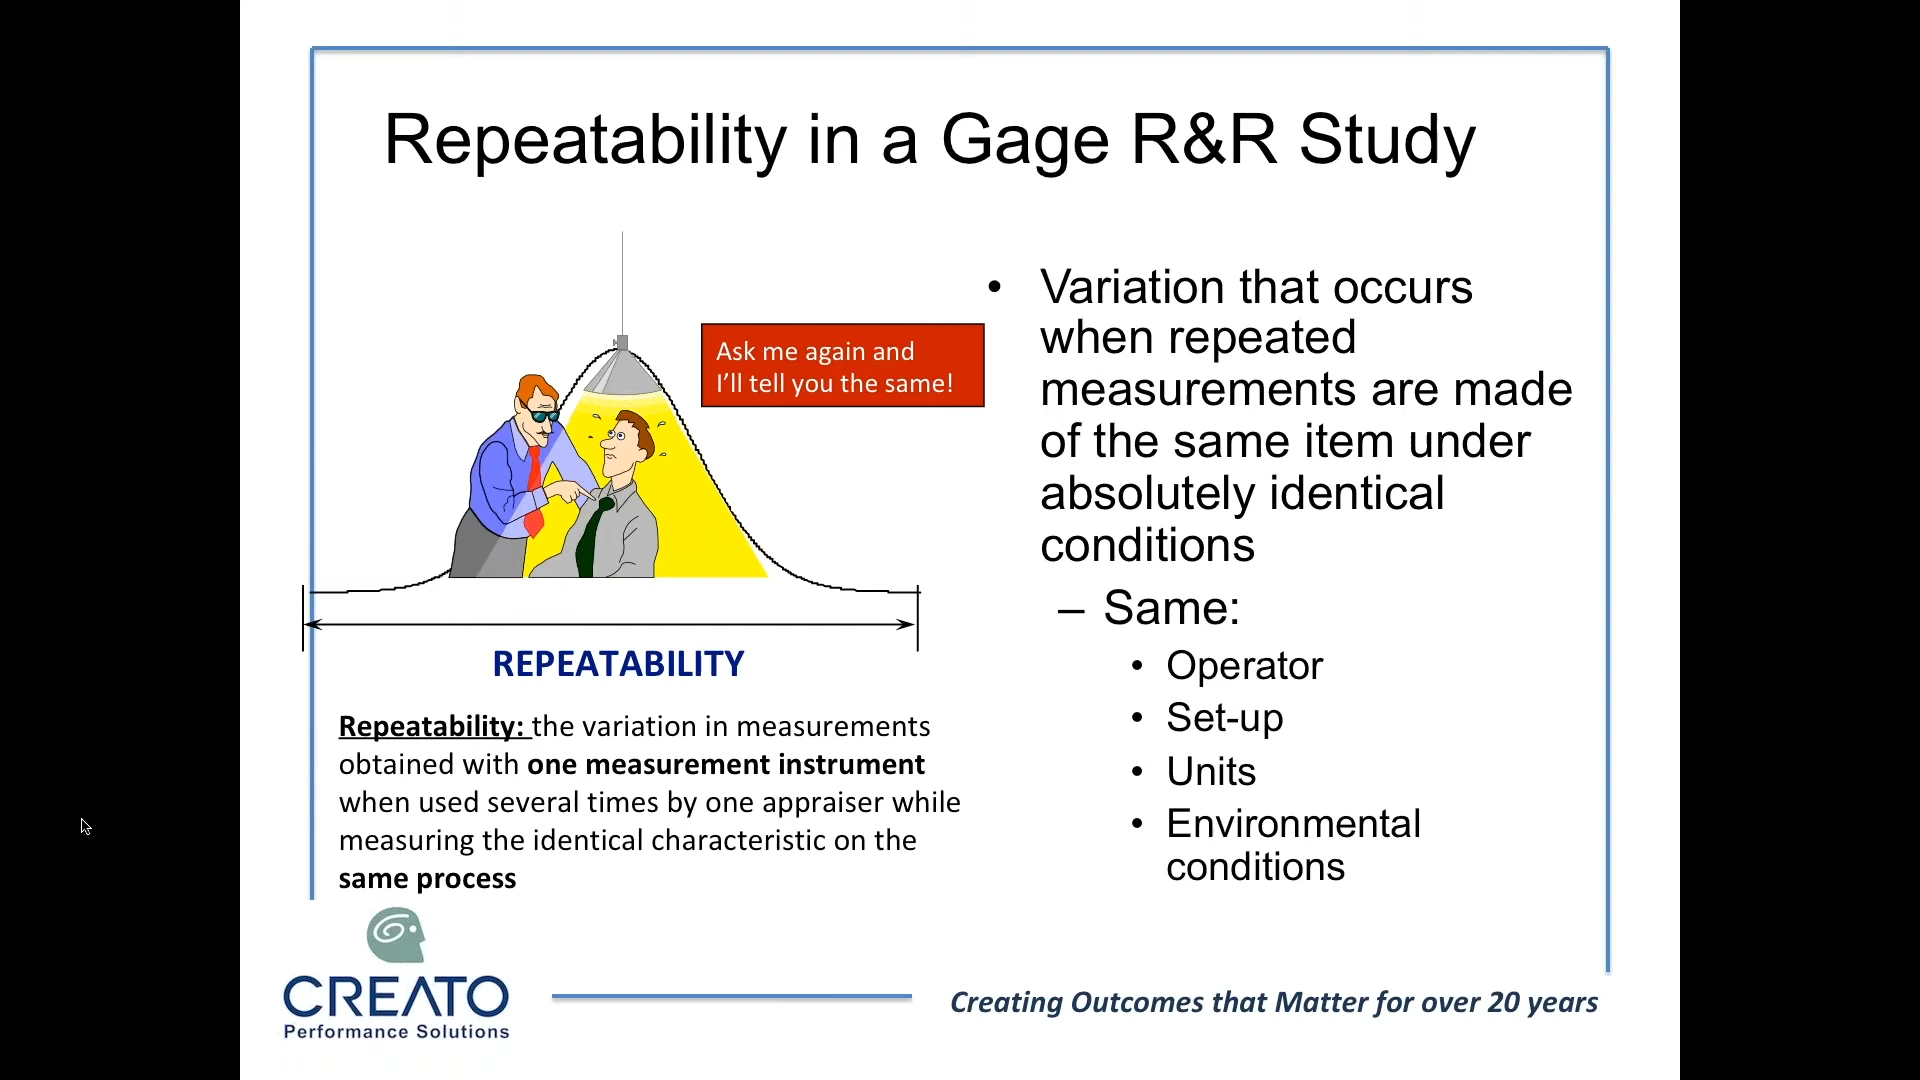 Repeatability in a Gage R&R Study
Ask me again and
I’ll tell you the same!
REPEATABILITY
Repeatability: the variation in measurements
obtained with one measurement instrument
when used several times by one appraiser while
measuring the identical characteristic on the
same process
• Variation that occurs
when repeated
measurements are made
of the same item under
absolutely identical
conditions
– Same:
• Operator
• Set-up
• Units
• Environmental
conditions
CREATO
Performance Solutions
Creating Outcomes that Matter for over 20 years